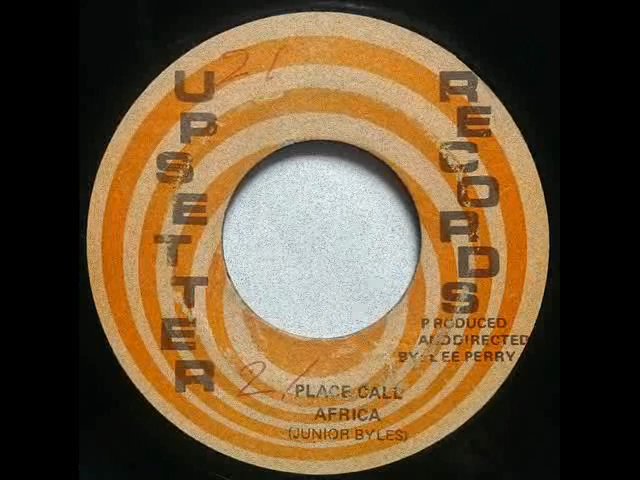 21
UPSETTER
RECORDS
PRODUCED
AND DIRECTED
BY: LEE PERRY
21
PLACE CALL
AFRICA
(JUNIOR BYLES)